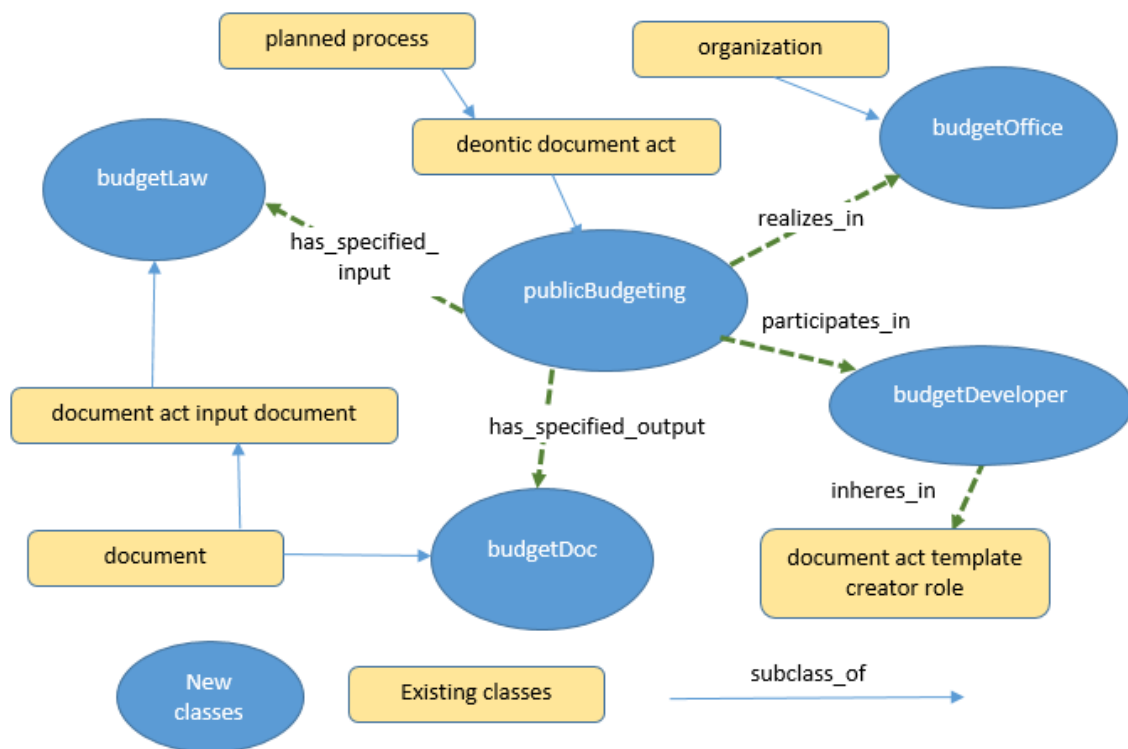 planned process
organization
budgetOffice
deontic document act
budgetLaw
realizes_in
has_specified_
input
publicBudgeting
participates_in
budgetDeveloper
document act input document
has_specified_output
inheres_in
document
budgetDoc
document act template
creator role
New
classes
Existing classes
subclass_of